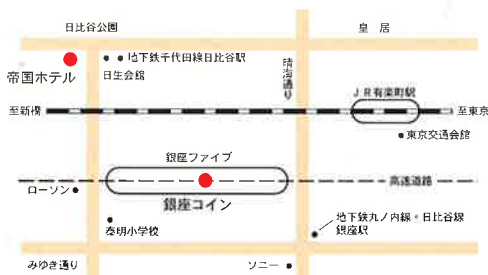 日比谷公園
皇居
地下鉄千代田線日比谷駅
帝国ホテル
日生会館
晴海通り
JR有楽町駅
至新橋
至東京
東京交通会館
銀座ファイブ
高速道路
ローソン
銀座コイン
泰明小学校
地下鉄丸ノ内線・日比谷線
銀座駅
みゆき通り
ソニー